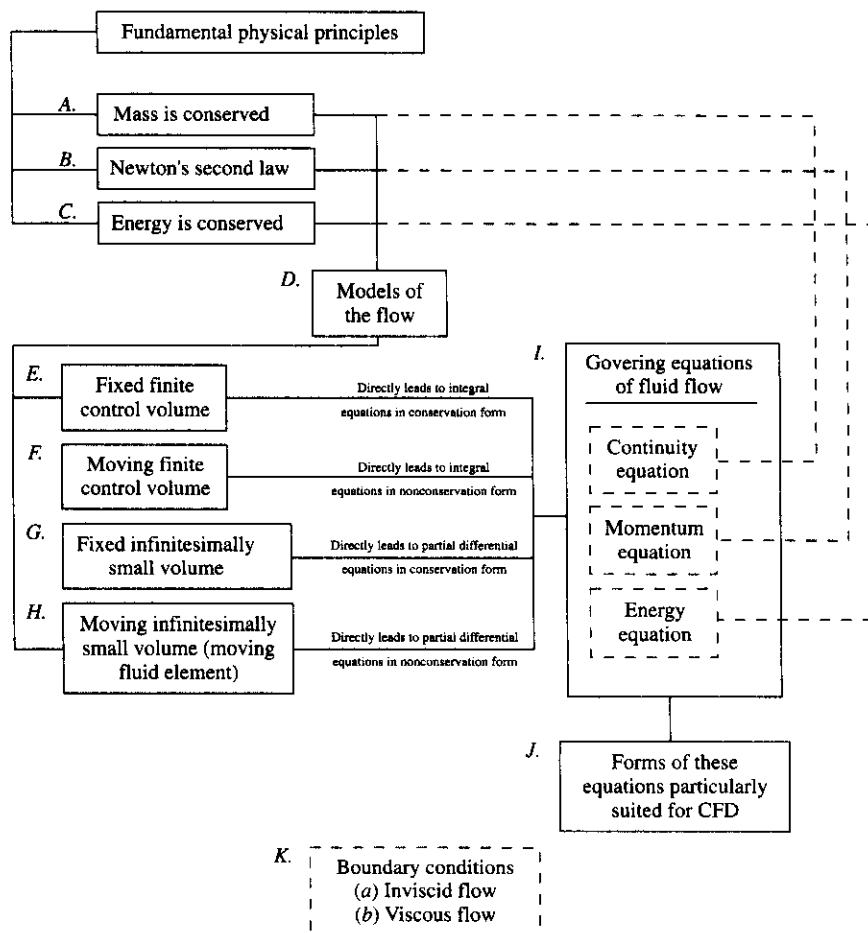 Fundamental physical principles
A.
Mass is conserved
B.
Newton's second law
C.
Energy is conserved
D.
Models of
the flow
E.
Fixed finite
control volume
Directly leads to integral
equations in conservation form
F.
Moving finite
control volume
Directly leads to integral
equations in nonconservation form
G.
Fixed infinitesimally
small volume
Directly leads to partial differential
equations in conservation form
H.
Moving infinitesimally
small volume (moving
fluid element)
Directly leads to partial differential
equations in nonconservation form
I.
Govering equations
of fluid flow
Continuity
equation
Momentum
equation
Energy
equation
J.
Forms of these
equations particularly
suited for CFD
K.
Boundary conditions
(a) Inviscid flow
(b) Viscous flow